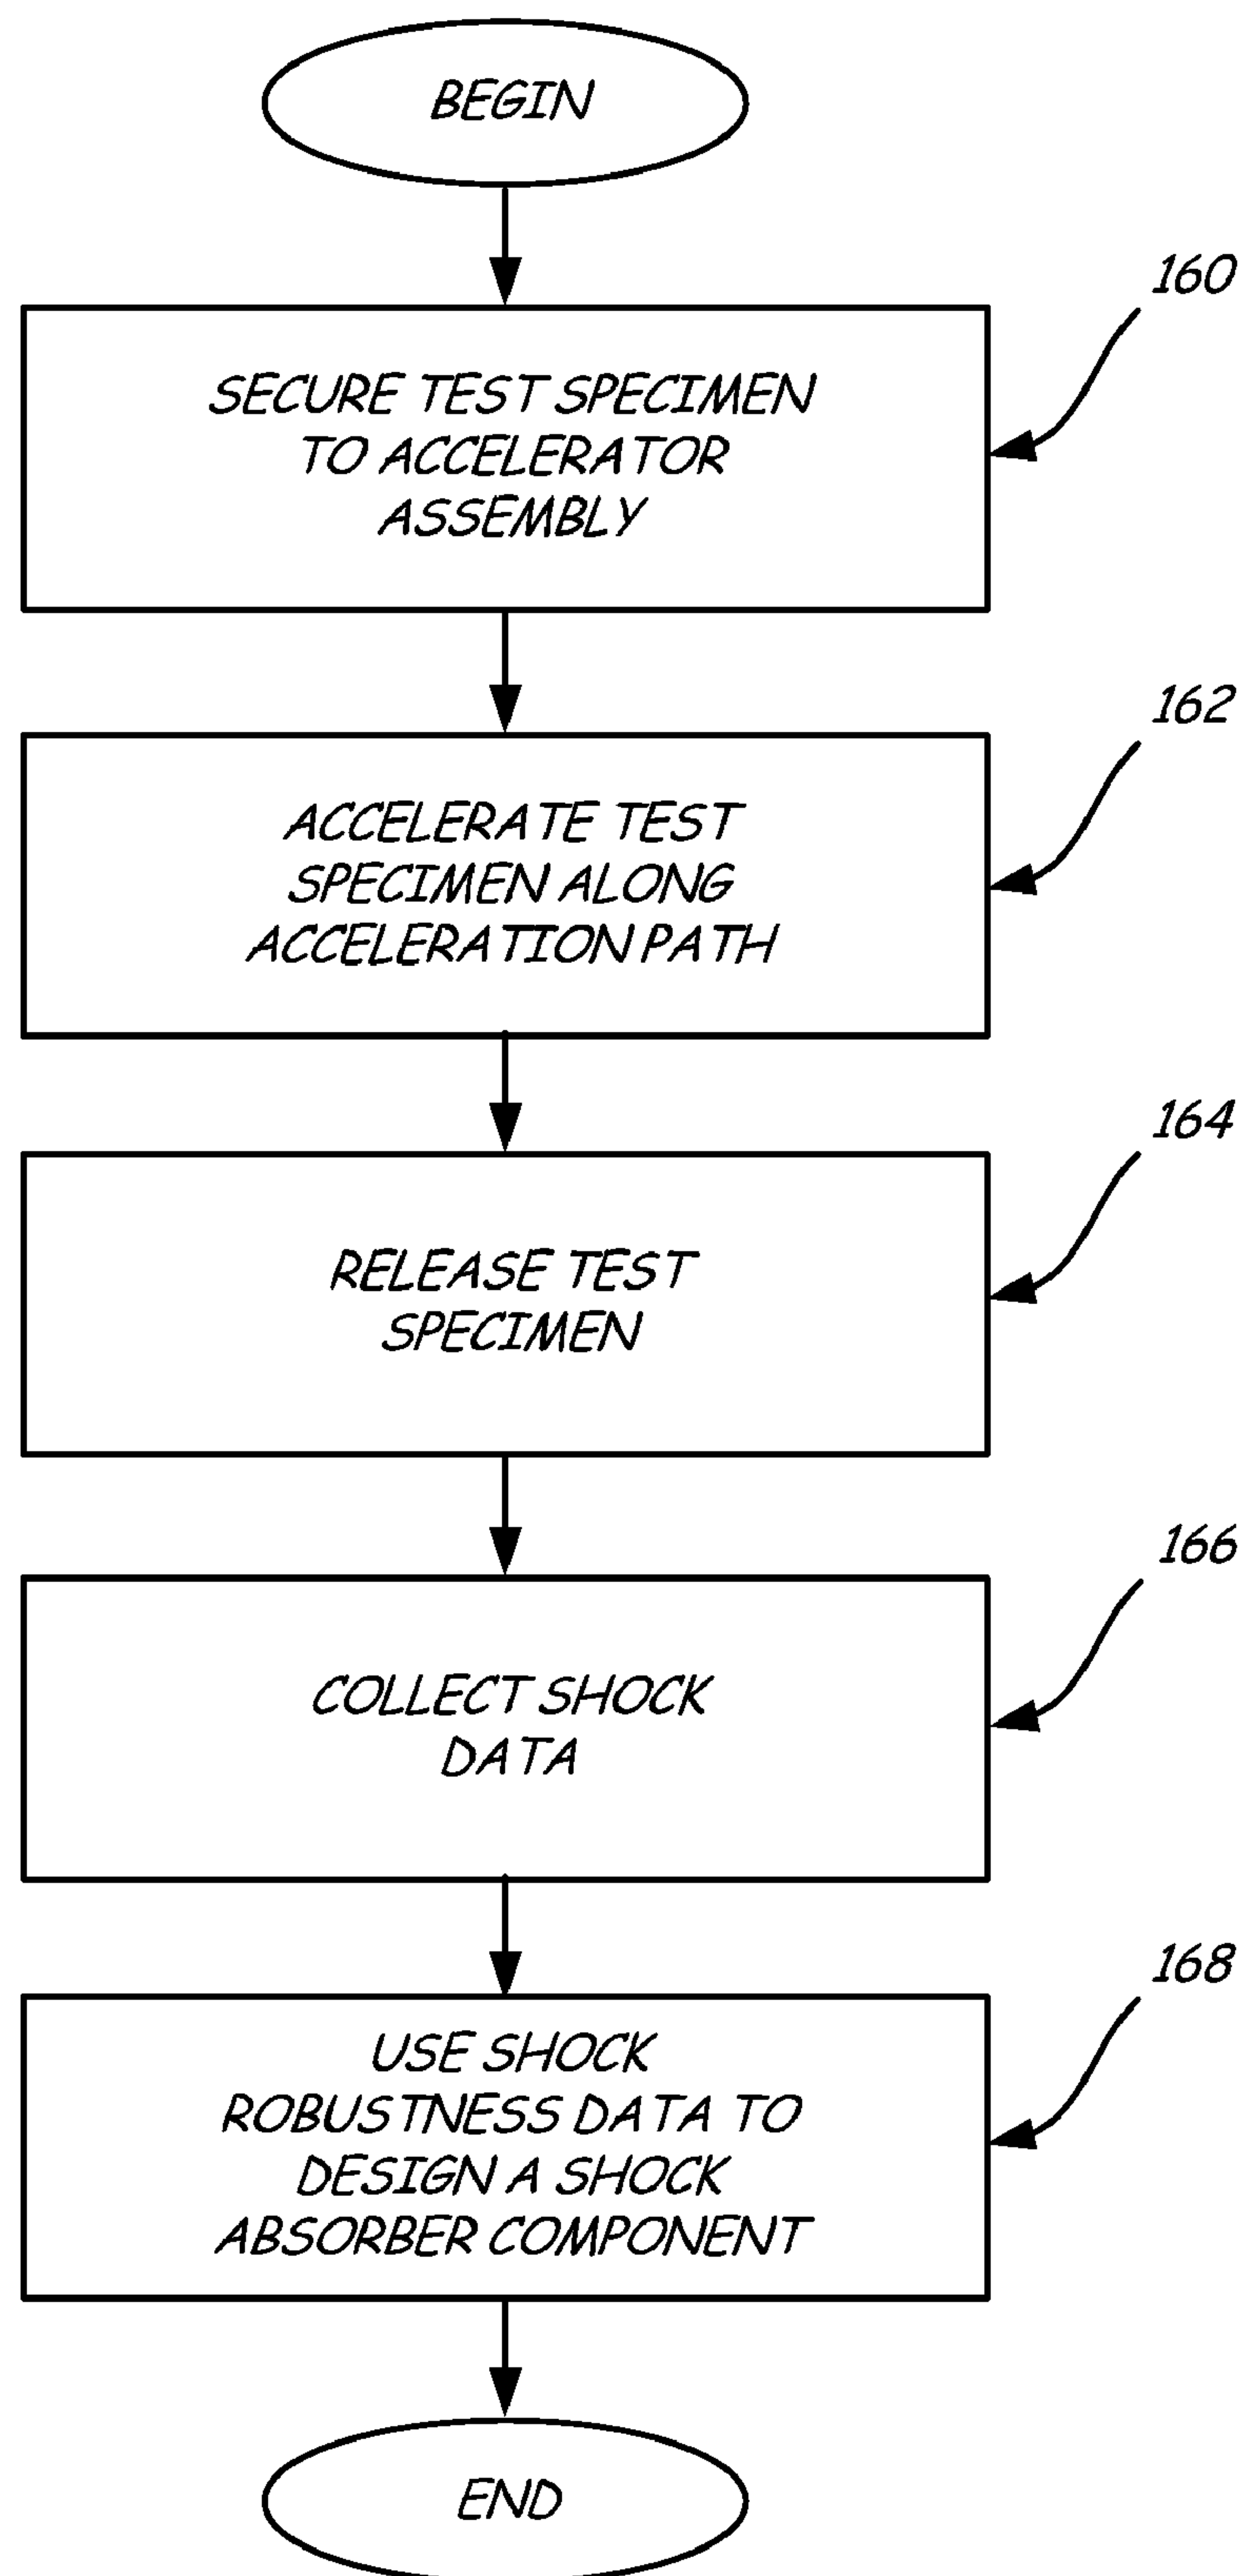 BEGIN
160
SECURE TEST SPECIMEN
TO ACCELERATOR
ASSEMBLY
162
ACCELERATE TEST
SPECIMEN ALONG
ACCELERATION PATH
164
RELEASE TEST
SPECIMEN
166
COLLECT SHOCK
DATA
168
USE SHOCK
ROBUSTNESS DATA TO
DESIGN A SHOCK
ABSORBER COMPONENT
END